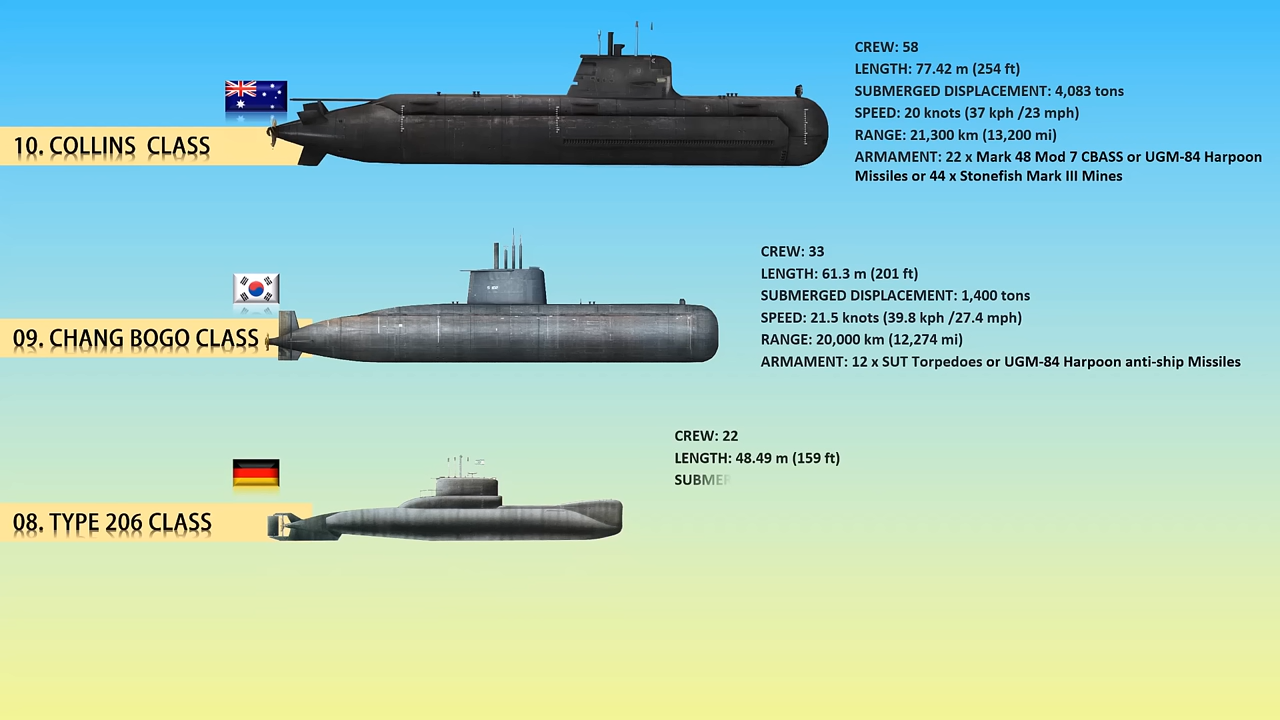 CREW: 58
LENGTH: 77.42 m (254 ft)
SUBMERGED DISPLACEMENT: 4,083 tons
SPEED: 20 knots (37 kph /23 mph)
RANGE: 21,300 km (13,200 mi)
ARMAMENT: 22 x Mark 48 Mod 7 CBASS or UGM-84 Harpoon
Missiles or 44 x Stonefish Mark III Mines
10. COLLINS CLASS
CREW: 33
LENGTH: 61.3 m (201 ft)
SUBMERGED DISPLACEMENT: 1,400 tons
SPEED: 21.5 knots (39.8 kph /27.4 mph)
RANGE: 20,000 km (12,274 mi)
ARMAMENT: 12 x SUT Torpedoes or UGM-84 Harpoon anti-ship Missiles
09. CHANG BOGO CLASS
CREW: 22
LENGTH: 48.49 m (159 ft)
SUBMER
08. TYPE 206 CLASS